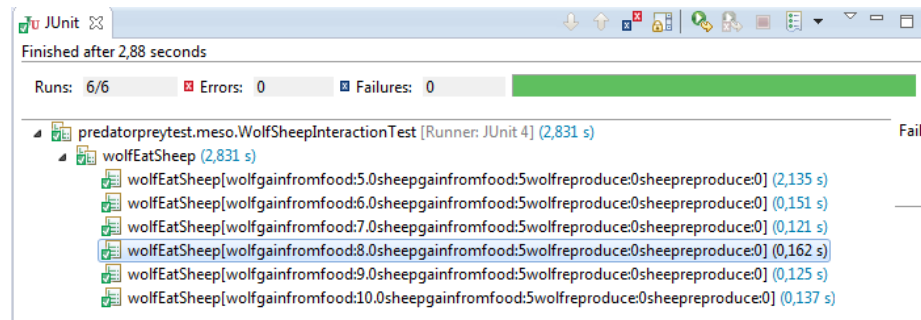 JUnit
Finished after 2,88 seconds
Runs: 6/6 Errors: 0 Failures: 0
predatorpreytest.meso.WolfSheepInteractionTest [Runner: JUnit 4] (2,831 s) Fail
wolfEatSheep (2,831 s)
wolfEatSheep[wolfgainfromfood:5.0sheepgainfromfood:5wolfreproduce:0sheepreproduce:0] (2,135 s)
wolfEatSheep[wolfgainfromfood:6.0sheepgainfromfood:5wolfreproduce:0sheepreproduce:0] (0,151 s)
wolfEatSheep[wolfgainfromfood:7.0sheepgainfromfood:5wolfreproduce:0sheepreproduce:0] (0,121 s)
wolfEatSheep[wolfgainfromfood:8.0sheepgainfromfood:5wolfreproduce:0sheepreproduce:0] (0,162 s)
wolfEatSheep[wolfgainfromfood:9.0sheepgainfromfood:5wolfreproduce:0sheepreproduce:0] (0,125 s)
wolfEatSheep[wolfgainfromfood:10.0sheepgainfromfood:5wolfreproduce:0sheepreproduce:0] (0,137 s)